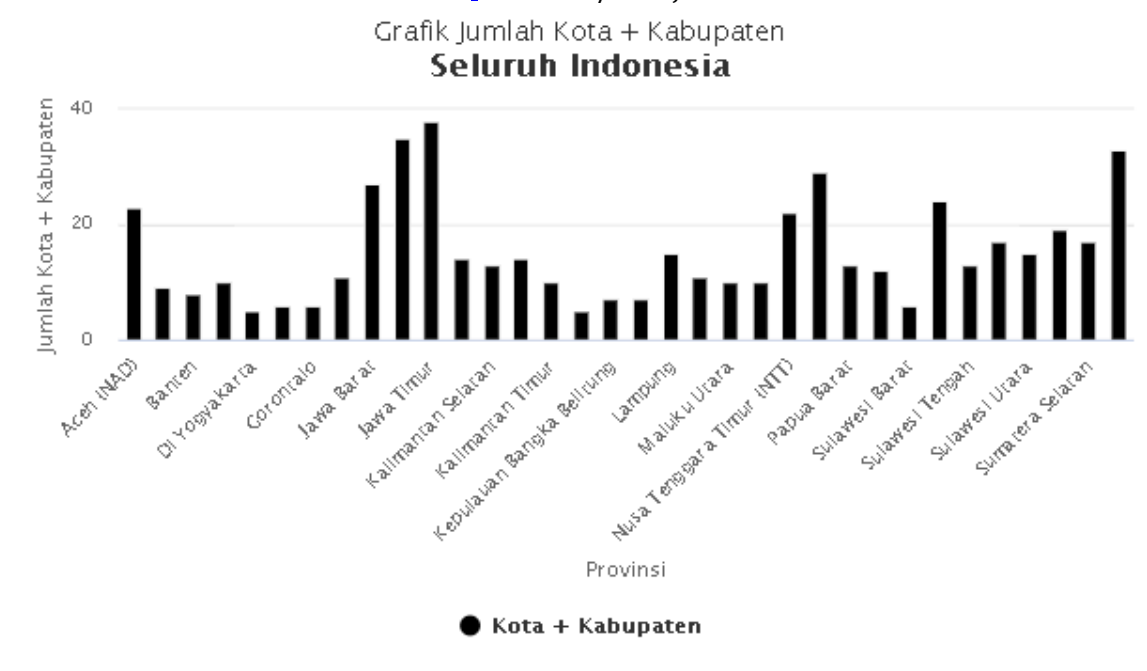 Grafik Jumlah Kota + Kabupaten
Seluruh Indonesia
Jumlah Kota + Kabupaten
40
20
0
Aceh (NAD)
Banten
DI Yogyakarta
Gorontalo
Jawa Barat
Jawa Timur
Kalimantan Selatan
Kalimantan Timur
Kepulauan Bangka Belitung
Lampung
Maluku Utara
Nusa Tenggara Timur (NTT)
Papua Barat
Sulawesi Barat
Sulawesi Tengah
Sulawesi Utara
Sumatera Selatan
Provinsi
Kota + Kabupaten